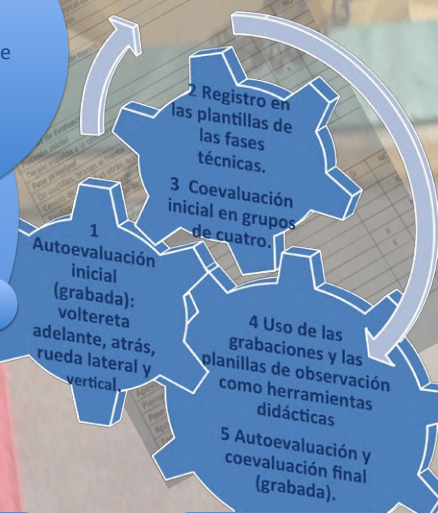 e
1
Autoevaluación
inicial
(grabada):
voltereta
adelante, atrás,
rueda lateral y
vertical.
2 Registro en
las plantillas de
las fases
técnicas.
3 Coevaluación
inicial en grupos
de cuatro.
4 Uso de las
grabaciones y las
planillas de observación
como herramientas
didácticas
5 Autoevaluación y
coevaluación final
(grabada).